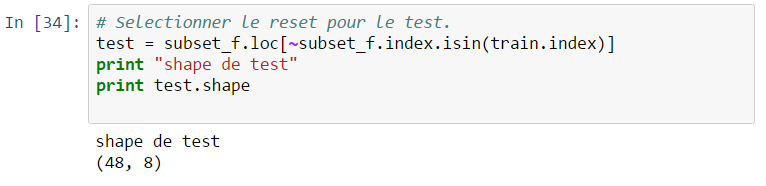 In [34]: # Selectionner le reset pour le test.
test = subset_f.loc[~subset_f.index.isin(train.index)]
print "shape de test"
print test.shape
shape de test
(48, 8)